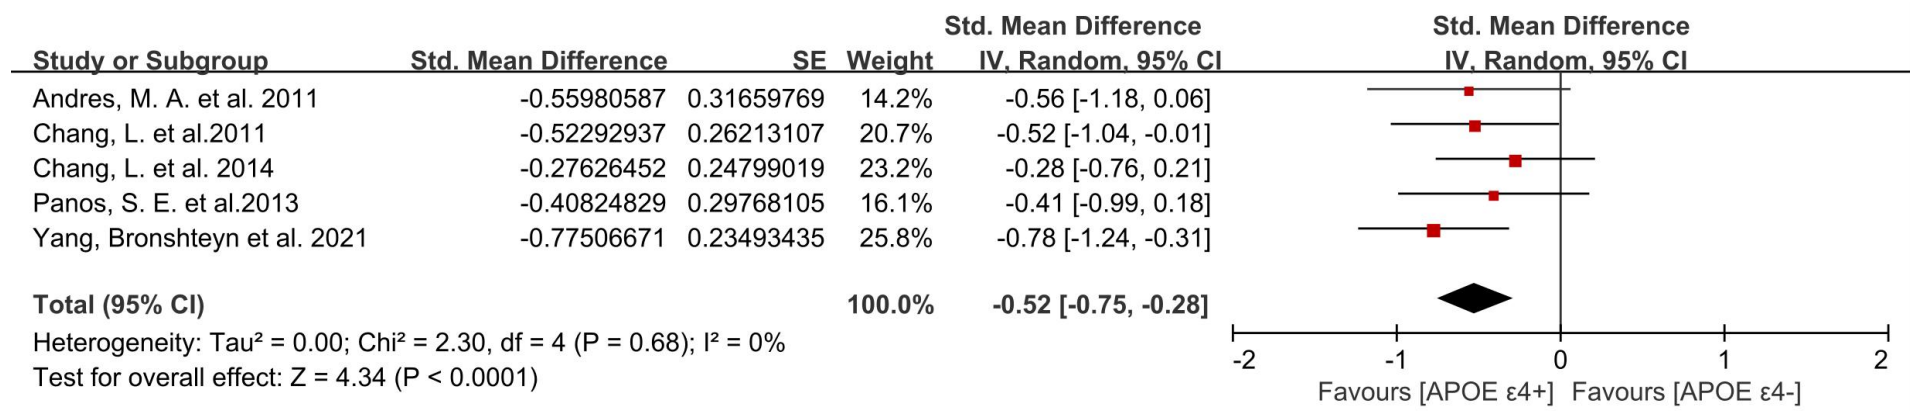 Std. Mean Difference Std. Mean Difference
Study or Subgroup Std. Mean Difference SE Weight IV, Random, 95% CI IV, Random, 95% CI
Andres, M. A. et al. 2011 -0.55980587 0.31659769 14.2% -0.56 [-1.18, 0.06]
Chang, L. et al.2011 -0.52292937 0.26213107 20.7% -0.52 [-1.04, -0.01]
Chang, L. et al. 2014 -0.27626452 0.24799019 23.2% -0.28 [-0.76, 0.21]
Panos, S. E. et al.2013 -0.40824829 0.29768105 16.1% -0.41 [-0.99, 0.18]
Yang, Bronshteyn et al. 2021 -0.77506671 0.23493435 25.8% -0.78 [-1.24, -0.31]
Total (95% CI) 100.0% -0.52 [-0.75, -0.28]
Heterogeneity: Tau² = 0.00; Chi² = 2.30, df = 4 (P = 0.68); I² = 0%
Test for overall effect: Z = 4.34 (P < 0.0001)
-2 -1 0 1 2
Favours [APOE ε4+] Favours [APOE ε4-]